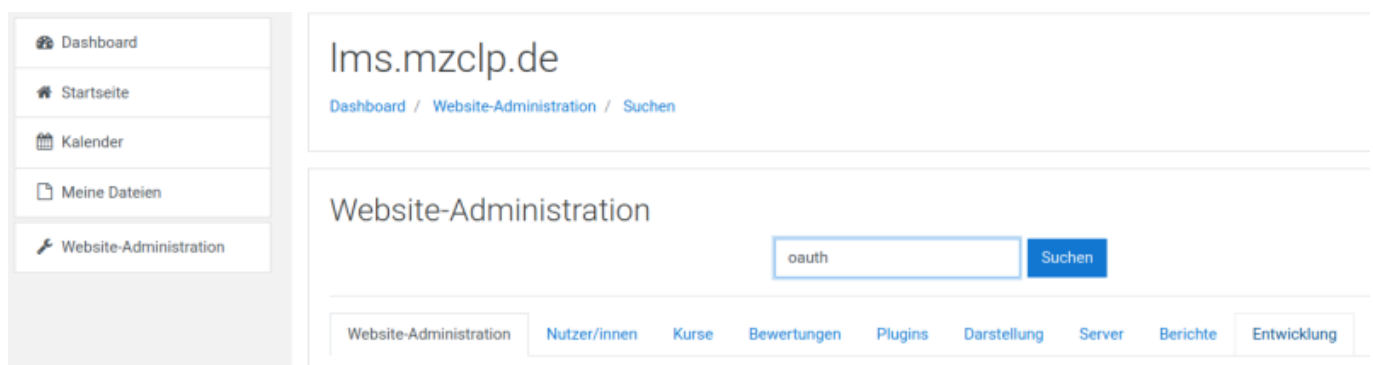 Dashboard
Startseite
Kalender
Meine Dateien
Website-Administration
lms.mzclp.de
Dashboard / Website-Administration / Suchen
Website-Administration
oauth Suchen
Website-Administration Nutzer/innen Kurse Bewertungen Plugins Darstellung Server Berichte Entwicklung